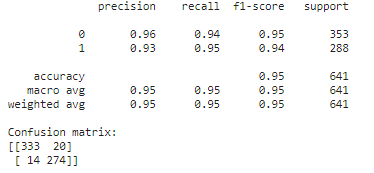 precision recall f1-score support
0 0.96 0.94 0.95 353
1 0.93 0.95 0.94 288
accuracy 0.95 641
macro avg 0.95 0.95 0.95 641
weighted avg 0.95 0.95 0.95 641
Confusion matrix:
[[333 20]
[ 14 274]]